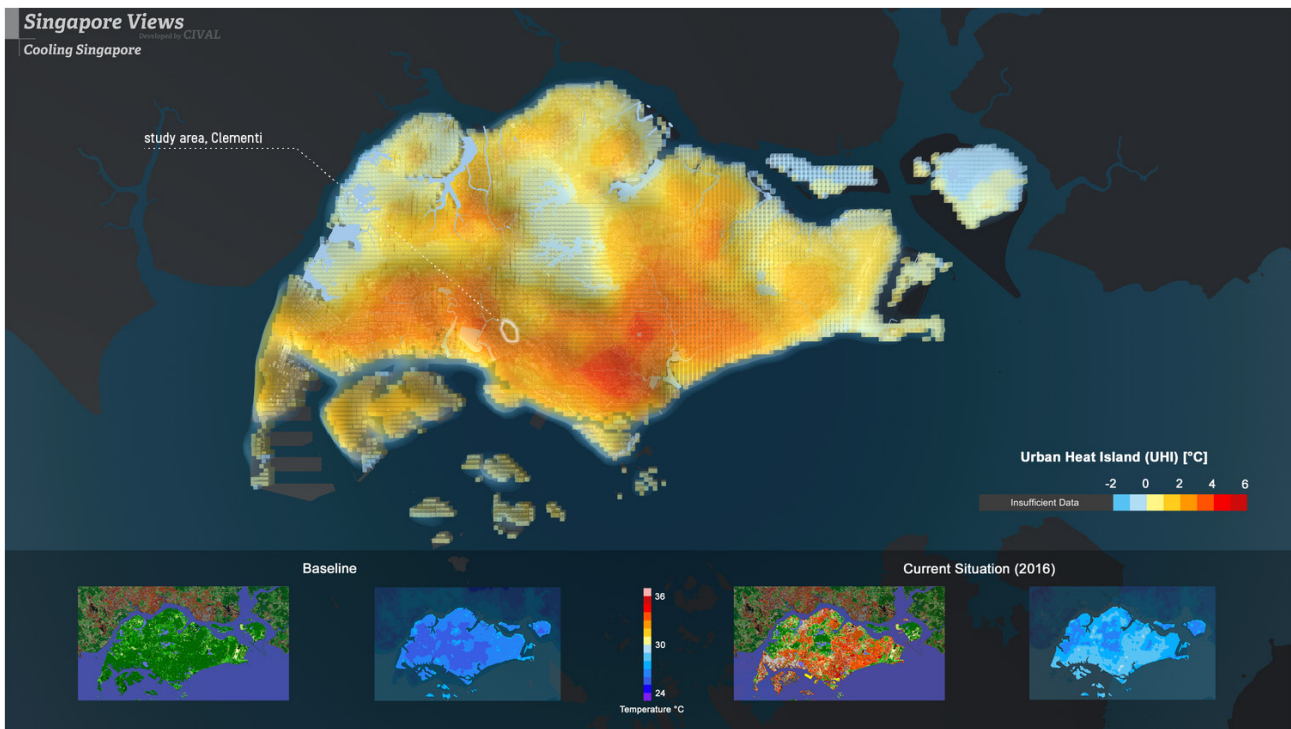 Singapore Views
Developed by CIVAL
Cooling Singapore
study area, Clementi
Urban Heat Island (UHI) [°C]
-2 0 2 4 6
Insufficient Data
Baseline
Current Situation (2016)
36
30
24
Temperature °C